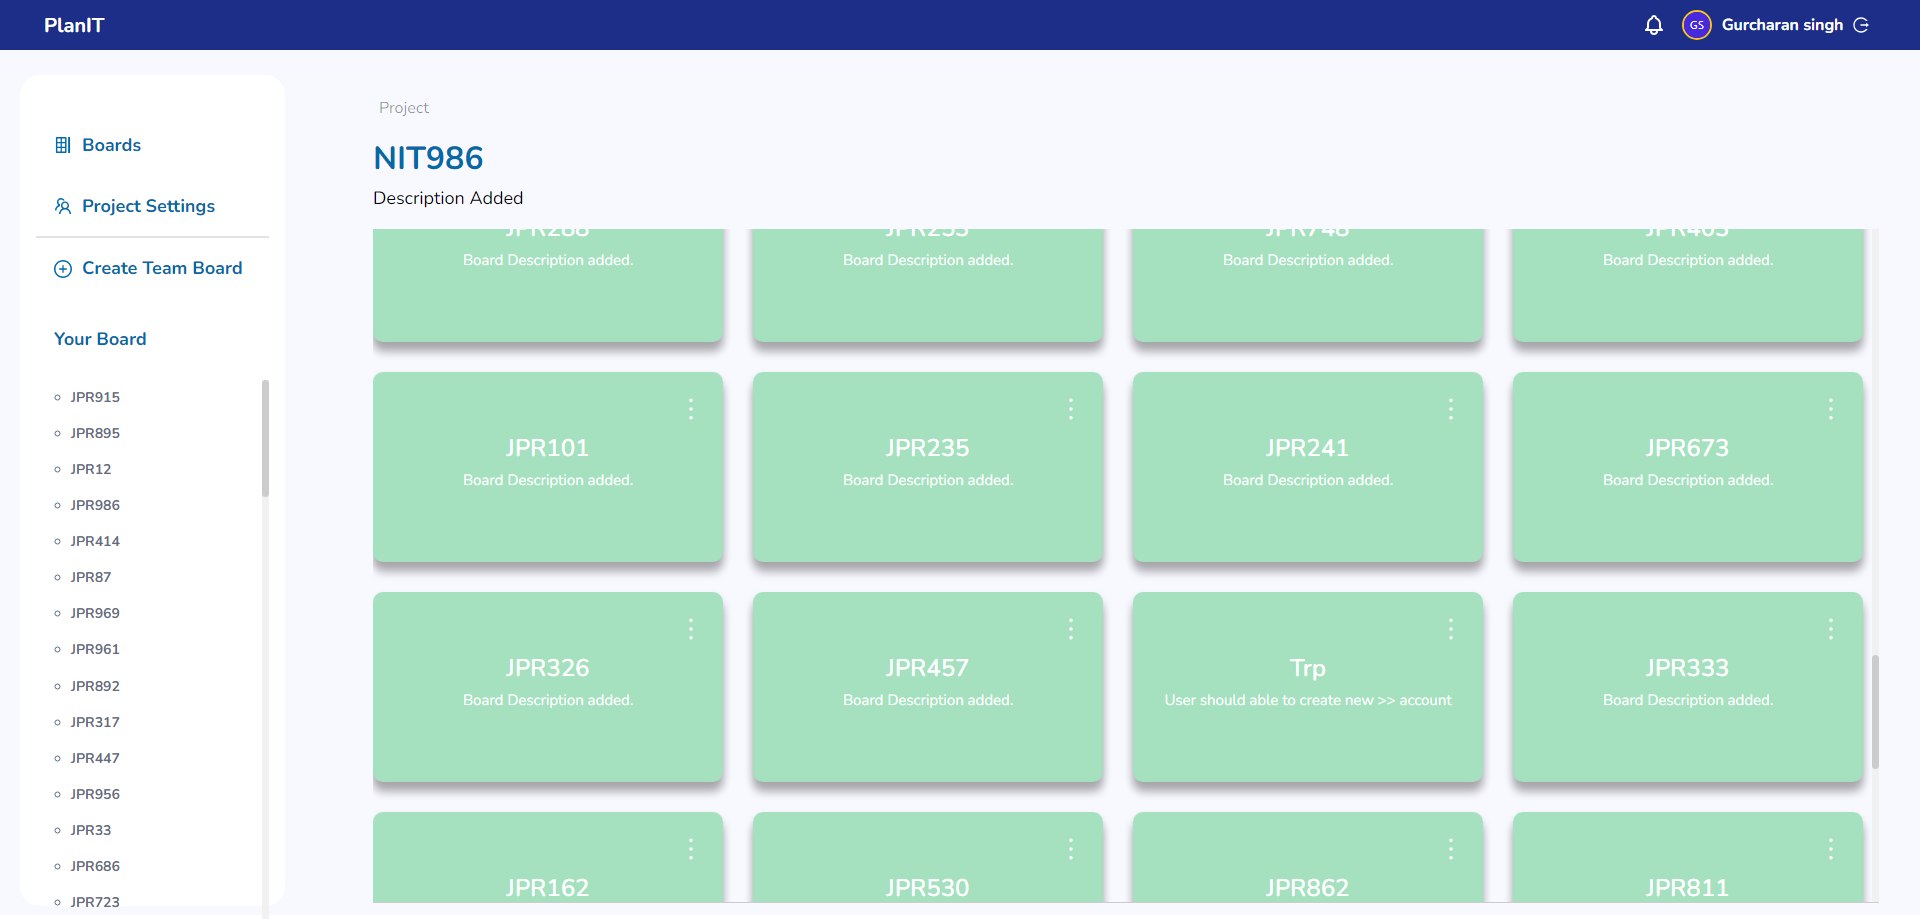 PlanIT
GS Gurcharan singh
Boards
Project Settings
Create Team Board
Your Board
JPR915
JPR895
JPR12
JPR986
JPR414
JPR87
JPR969
JPR961
JPR892
JPR317
JPR447
JPR956
JPR33
JPR686
JPR723
Project
NIT986
Description Added
JPR288 JPR253 JPR748 JPR403
Board Description added. Board Description added. Board Description added. Board Description added.
JPR101 JPR235 JPR241 JPR673
Board Description added. Board Description added. Board Description added. Board Description added.
JPR326 JPR457 Trp JPR333
Board Description added. Board Description added. User should able to create new >> account Board Description added.
JPR162 JPR530 JPR862 JPR811